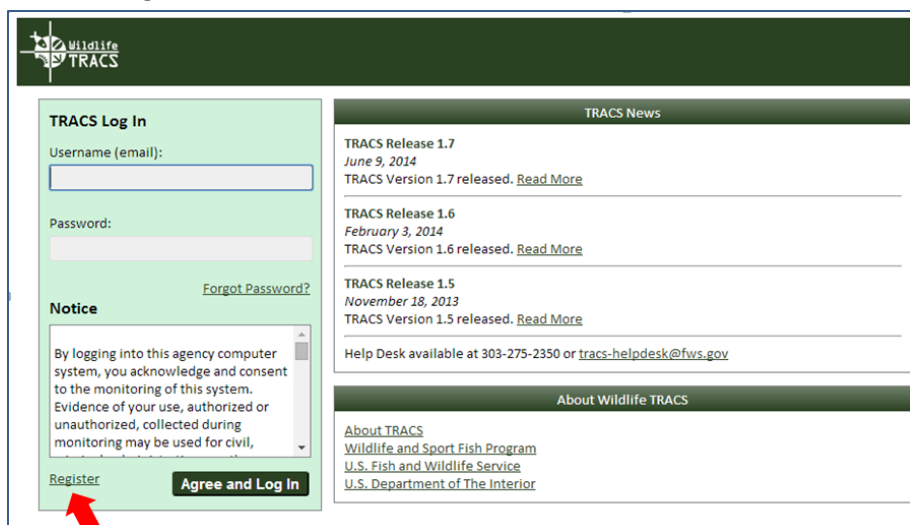 Wildlife
TRACS
TRACS Log In
Username (email):
Password:
Forgot Password?
Notice
By logging into this agency computer
system, you acknowledge and consent
to the monitoring of this system.
Evidence of your use, authorized or
unauthorized, collected during
monitoring may be used for civil,
Register
Agree and Log In
TRACS News
TRACS Release 1.7
June 9, 2014
TRACS Version 1.7 released. Read More
TRACS Release 1.6
February 3, 2014
TRACS Version 1.6 released. Read More
TRACS Release 1.5
November 18, 2013
TRACS Version 1.5 released. Read More
Help Desk available at 303-275-2350 or tracs-helpdesk@fws.gov
About Wildlife TRACS
About TRACS
Wildlife and Sport Fish Program
U.S. Fish and Wildlife Service
U.S. Department of The Interior